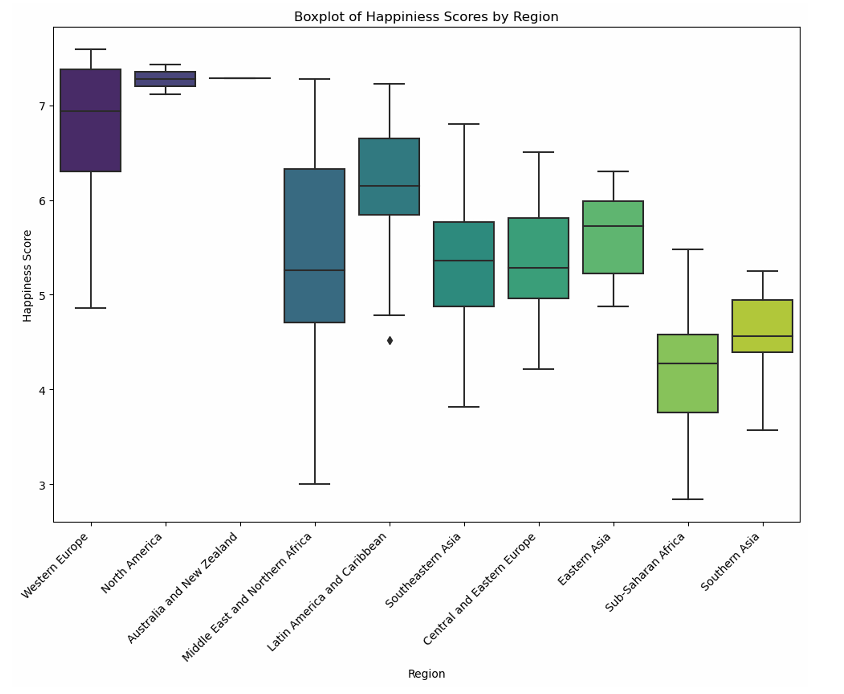 Boxplot of Happiniess Scores by Region
Happiness Score
7
6
5
4
3
Western Europe
North America
Australia and New Zealand
Middle East and Northern Africa
Latin America and Caribbean
Southeastern Asia
Central and Eastern Europe
Eastern Asia
Sub-Saharan Africa
Southern Asia
Region